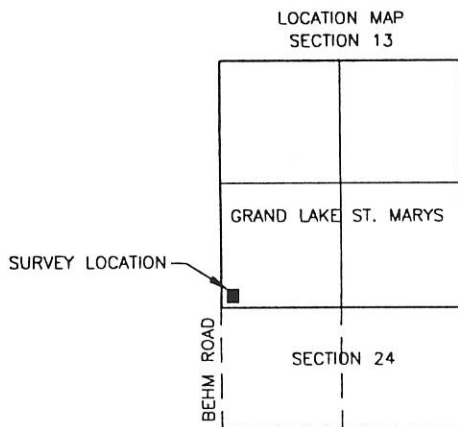 LOCATION MAP
SECTION 13
GRAND LAKE ST. MARYS
SURVEY LOCATION
BEHM ROAD
SECTION 24